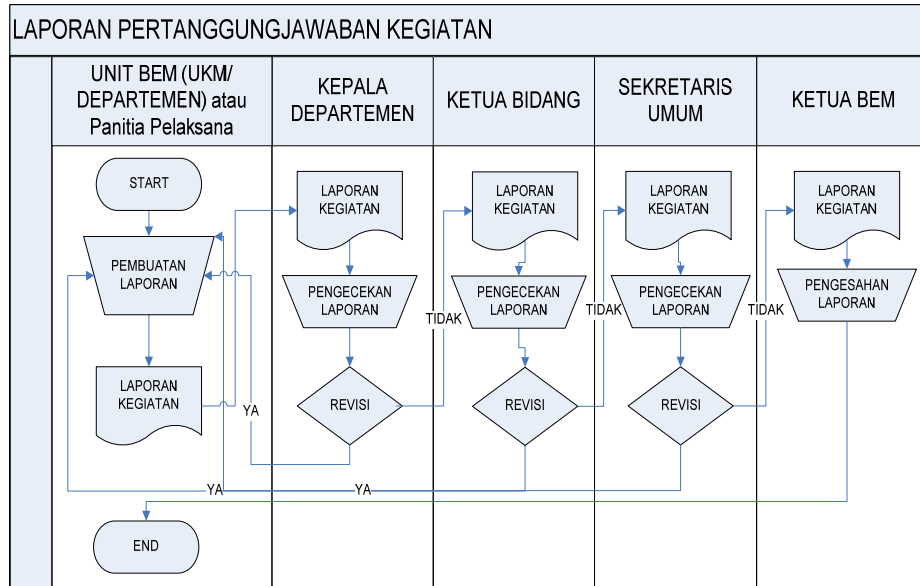 LAPORAN PERTANGGUNGJAWABAN KEGIATAN
UNIT BEM (UKM/
DEPARTEMEN) atau
Panitia Pelaksana
KEPALA
DEPARTEMEN
KETUA BIDANG
SEKRETARIS
UMUM
KETUA BEM
START
PEMBUATAN
LAPORAN
LAPORAN
KEGIATAN
END
LAPORAN
KEGIATAN
PENGECEKAN
LAPORAN
REVISI
YA
TIDAK
LAPORAN
KEGIATAN
PENGECEKAN
LAPORAN
REVISI
YA
TIDAK
LAPORAN
KEGIATAN
PENGECEKAN
LAPORAN
REVISI
YA
TIDAK
LAPORAN
KEGIATAN
PENGESAHAN
LAPORAN